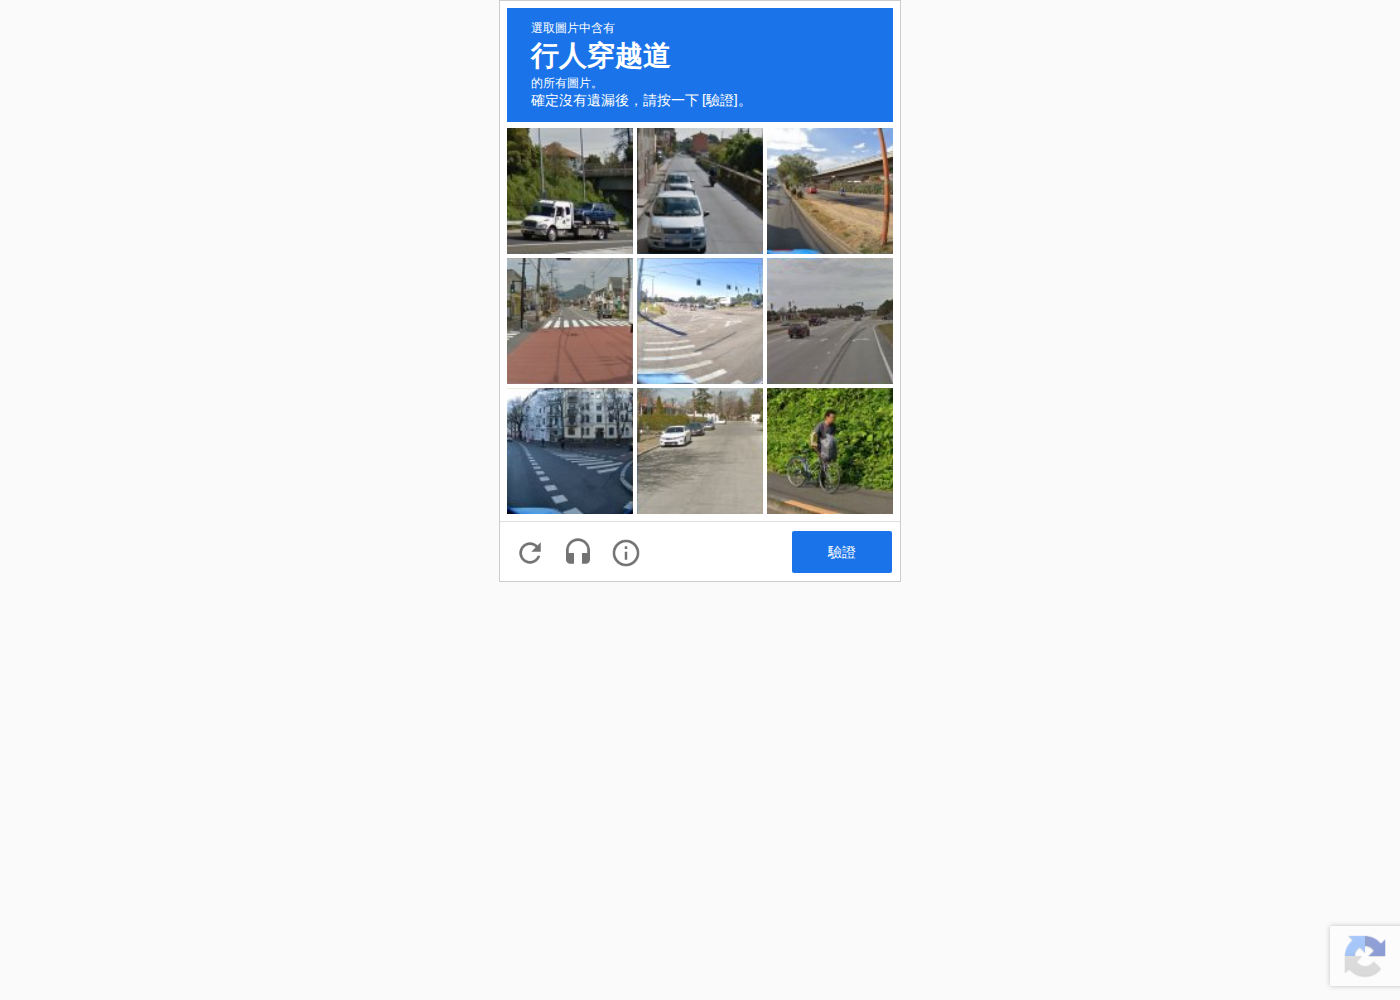 選取圖片中含有
行人穿越道
的所有圖片。
確定沒有遺漏後，請按一下 [驗證]。
驗證